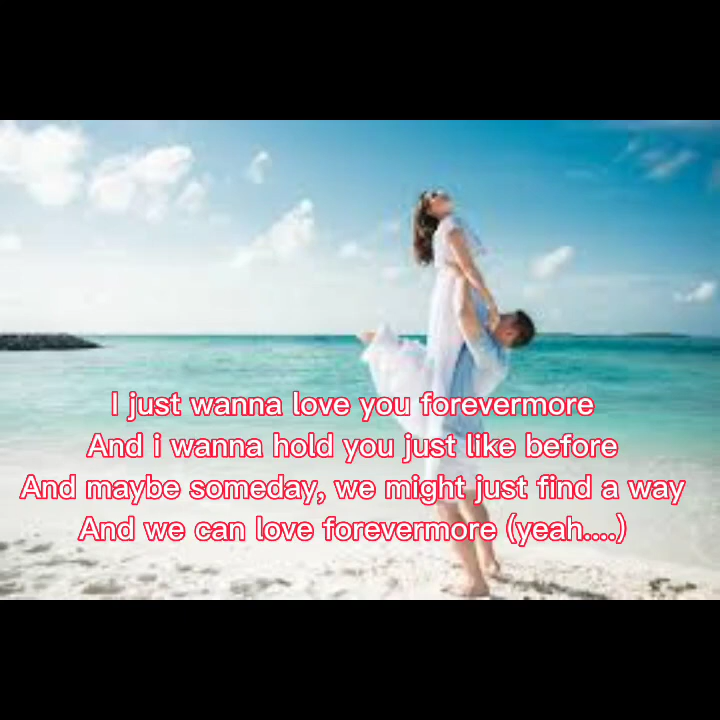 I just wanna love you forevermore
And i wanna hold you just like before
And maybe someday, we might just find a way
And we can love forevermore (yeah....)